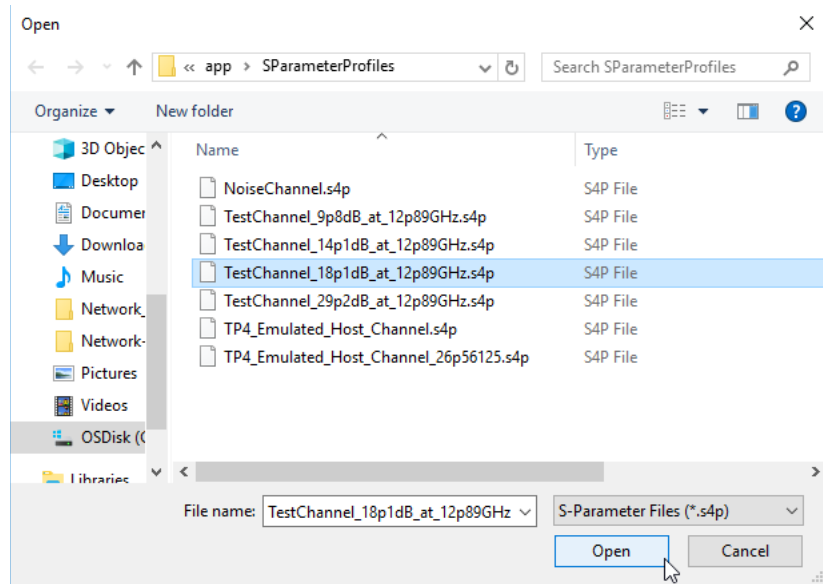 Open
« app > SParameterProfiles
Search SParameterProfiles
Organize
New folder
Name
Type
3D Objec
Desktop
Documer
Downloa
Music
Network_
Network-
Pictures
Videos
OSDisk (
Libraries
NoiseChannel.s4p S4P File
TestChannel_9p8dB_at_12p89GHz.s4p S4P File
TestChannel_14p1dB_at_12p89GHz.s4p S4P File
TestChannel_18p1dB_at_12p89GHz.s4p S4P File
TestChannel_29p2dB_at_12p89GHz.s4p S4P File
TP4_Emulated_Host_Channel.s4p S4P File
TP4_Emulated_Host_Channel_26p56125.s4p S4P File
File name: TestChannel_18p1dB_at_12p89GHz
S-Parameter Files (*.s4p)
Open
Cancel